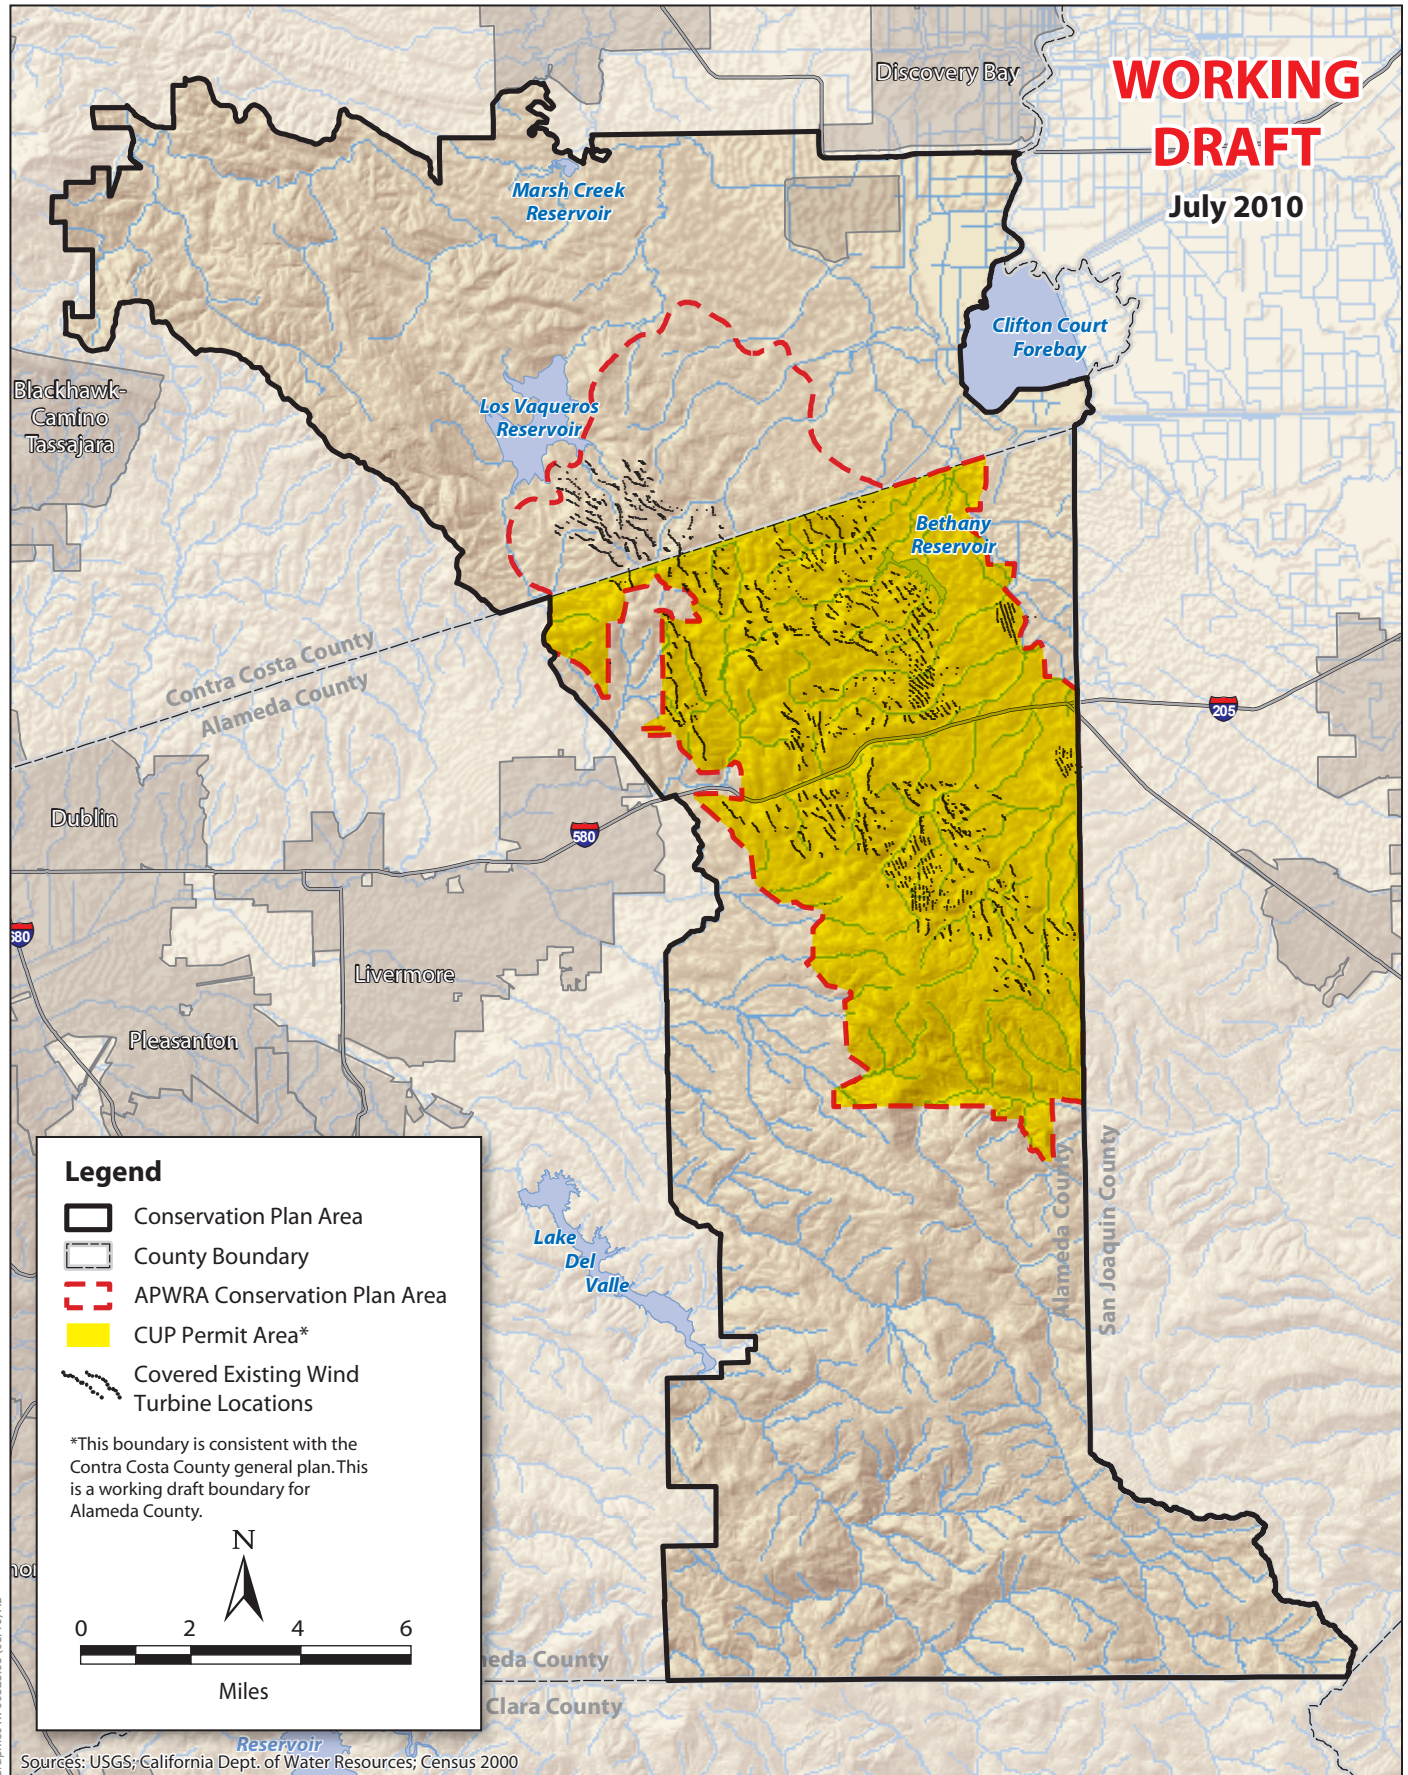 Discovery Bay
WORKING
DRAFT
July 2010
Marsh Creek
Reservoir
Clifton Court
Forebay
Blackhawk-
Camino
Tassajara
Los Vaqueros
Reservoir
Bethany
Reservoir
Contra Costa County
Alameda County
205
Dublin
580
680
Livermore
Pleasanton
Alameda County
San Joaquin County
Lake
Del
Valle
Legend
Conservation Plan Area
County Boundary
APWRA Conservation Plan Area
CUP Permit Area*
Covered Existing Wind
Turbine Locations
*This boundary is consistent with the
Contra Costa County general plan. This
is a working draft boundary for
Alameda County.
N
0 2 4 6
Miles
eda County
Clara County
Reservoir
Sources: USGS; California Dept. of Water Resources; Census 2000